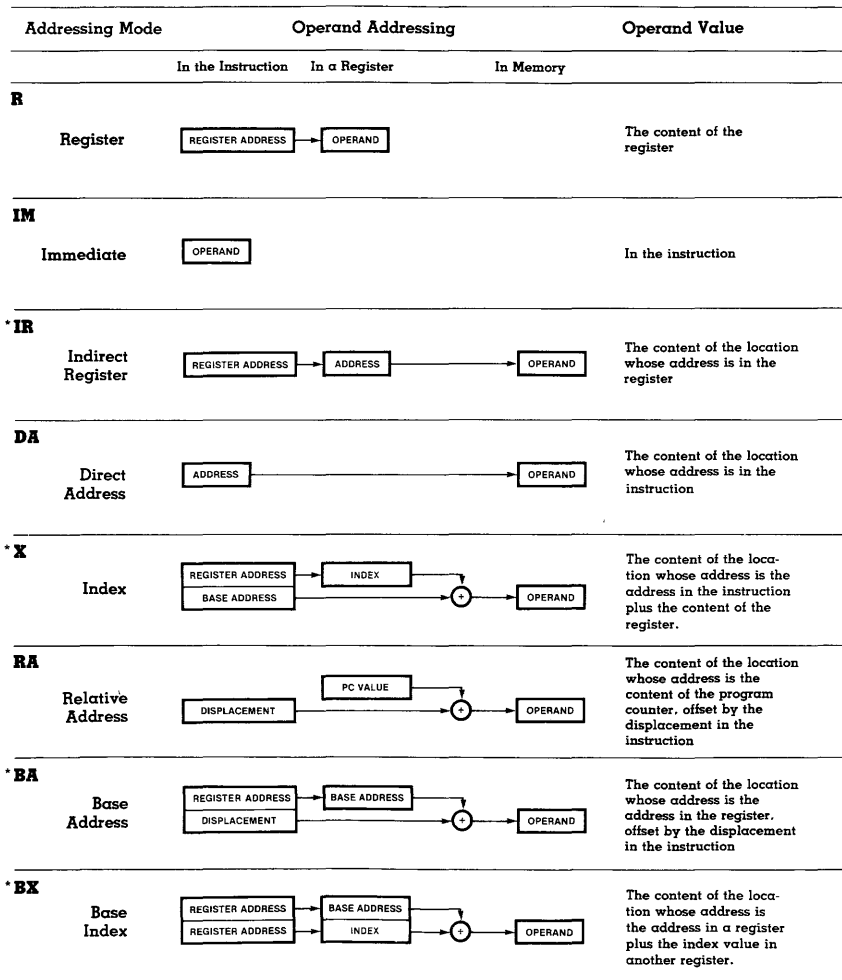 Addressing Mode Operand Addressing Operand Value
In the Instruction In a Register In Memory
R
Register
REGISTER ADDRESS OPERAND
The content of the
register
IM
Immediate
OPERAND
In the instruction
*IR
Indirect
Register
REGISTER ADDRESS ADDRESS OPERAND
The content of the location
whose address is in the
register
DA
Direct
Address
ADDRESS OPERAND
The content of the location
whose address is in the
instruction
*X
Index
REGISTER ADDRESS INDEX
BASE ADDRESS + OPERAND
The content of the loca-
tion whose address is the
address in the instruction
plus the content of the
register.
RA
Relative
Address
PC VALUE
DISPLACEMENT + OPERAND
The content of the location
whose address is the
content of the program
counter, offset by the
displacement in the
instruction
*BA
Base
Address
REGISTER ADDRESS BASE ADDRESS
DISPLACEMENT + OPERAND
The content of the location
whose address is the
address in the register,
offset by the displacement
in the instruction
*BX
Base
Index
REGISTER ADDRESS BASE ADDRESS
REGISTER ADDRESS INDEX + OPERAND
The content of the loca-
tion whose address is
the address in a register
plus the index value in
another register.